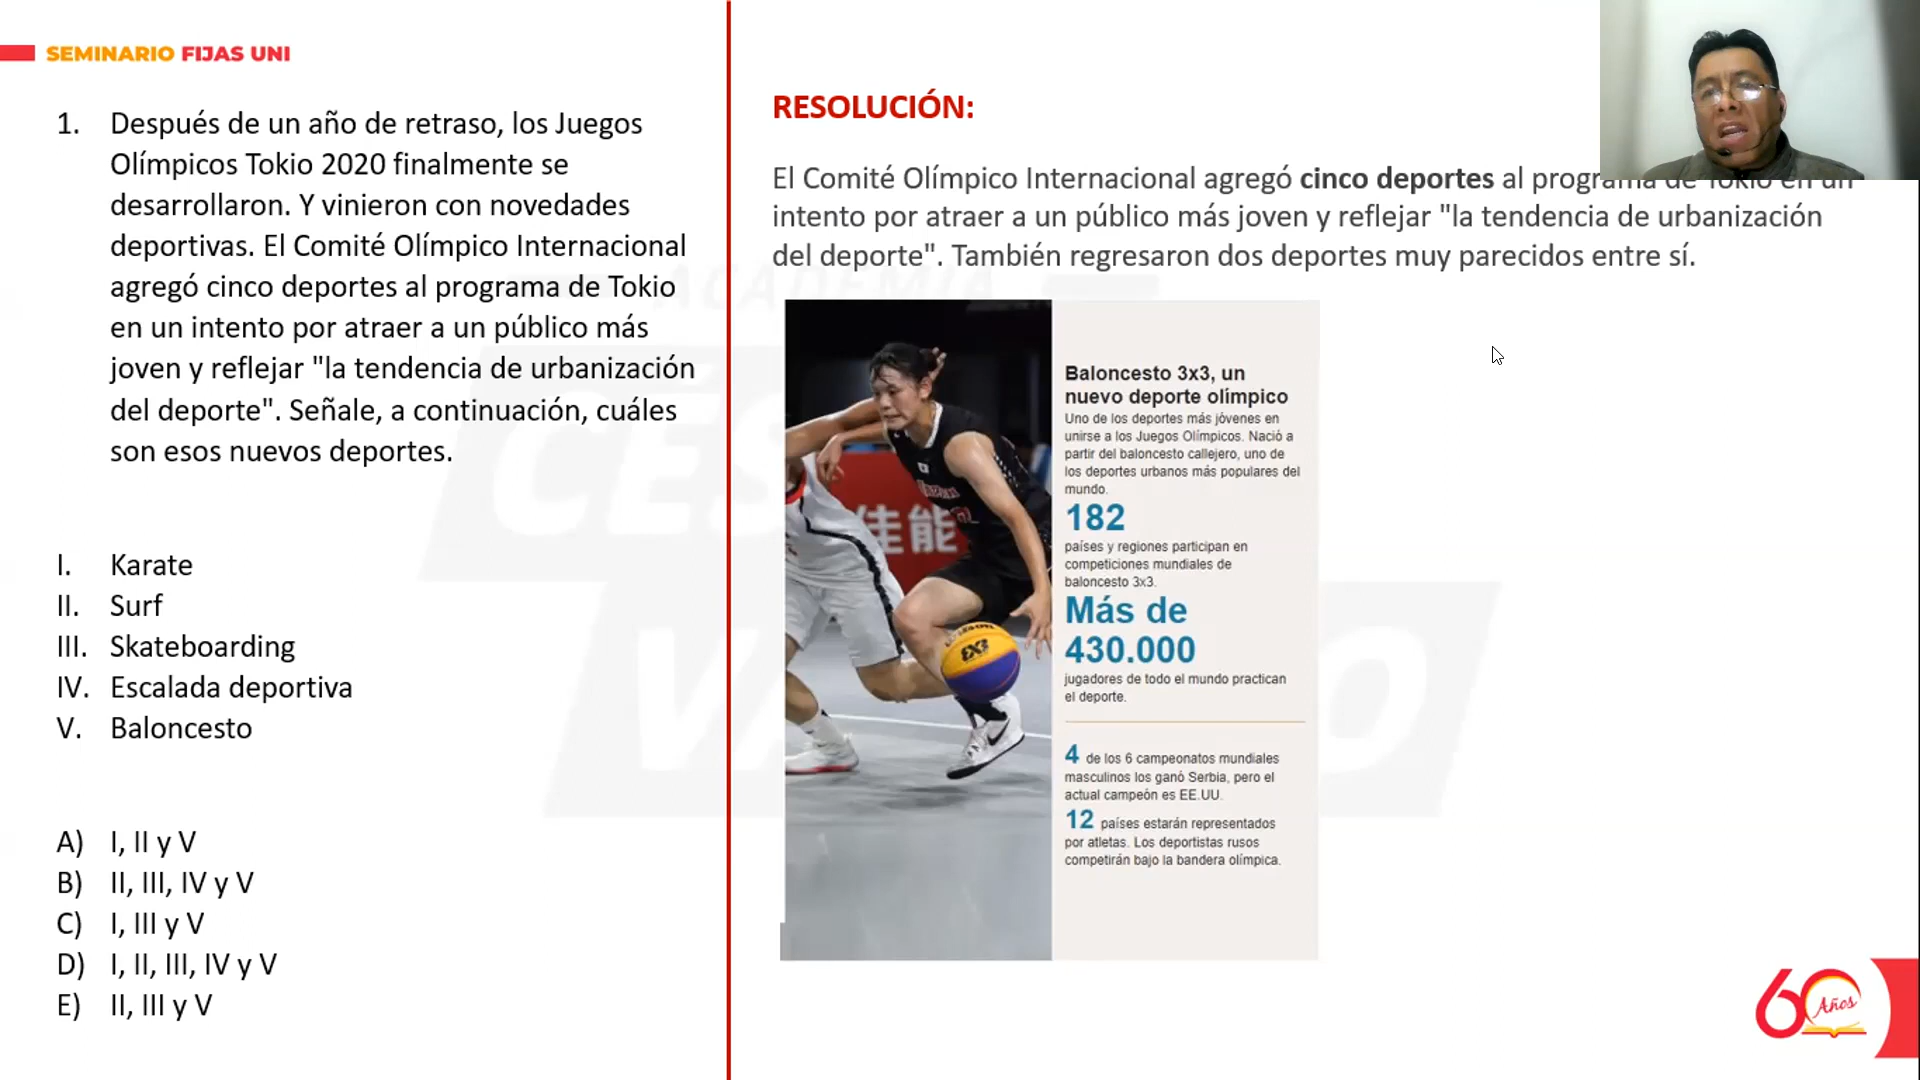 SEMINARIO FIJAS UNI
1. Después de un año de retraso, los Juegos
Olímpicos Tokio 2020 finalmente se
desarrollaron. Y vinieron con novedades
deportivas. El Comité Olímpico Internacional
agregó cinco deportes al programa de Tokio
en un intento por atraer a un público más
joven y reflejar "la tendencia de urbanización
del deporte". Señale, a continuación, cuáles
son esos nuevos deportes.
I. Karate
II. Surf
III. Skateboarding
IV. Escalada deportiva
V. Baloncesto
A) I, II y V
B) II, III, IV y V
C) I, III y V
D) I, II, III, IV y V
E) II, III y V
RESOLUCIÓN:
El Comité Olímpico Internacional agregó cinco deportes al programa de Tokio en un
intento por atraer a un público más joven y reflejar "la tendencia de urbanización
del deporte". También regresaron dos deportes muy parecidos entre sí.
Baloncesto 3x3, un
nuevo deporte olímpico
Uno de los deportes más jóvenes en
unirse a los Juegos Olímpicos. Nació a
partir del baloncesto callejero, uno de
los deportes urbanos más populares del
mundo.
182
países y regiones participan en
competiciones mundiales de
baloncesto 3x3.
Más de
430.000
jugadores de todo el mundo practican
el deporte.
4 de los 6 campeonatos mundiales
masculinos los ganó Serbia, pero el
actual campeón es EE.UU.
12 países estarán representados
por atletas. Los deportistas rusos
competirán bajo la bandera olímpica.
佳能
3X3
ACADEMIA
60 Años